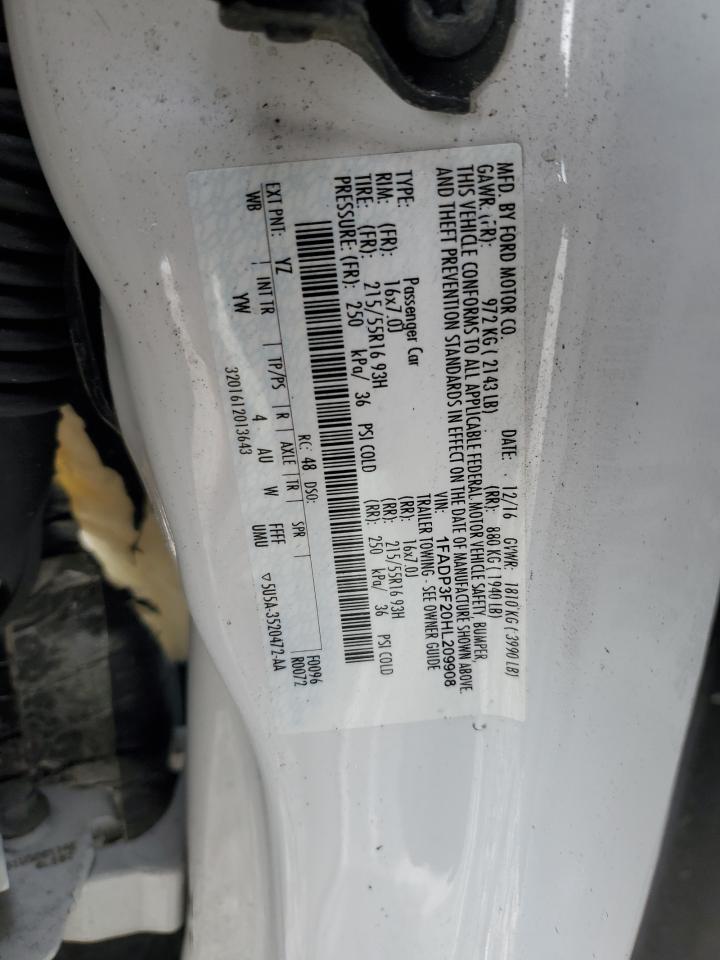 MFD. BY FORD MOTOR CO. DATE: 12/16 GVWR: 1810 KG ( 3990 LB)
GAWR: (FR): 972 KG ( 2143 LB) (RR): 880 KG ( 1940 LB)
THIS VEHICLE CONFORMS TO ALL APPLICABLE FEDERAL MOTOR VEHICLE SAFETY, BUMPER,
AND THEFT PREVENTION STANDARDS IN EFFECT ON THE DATE OF MANUFACTURE SHOWN ABOVE.
VIN: 1FADP3F20HL209908
TYPE: Passenger Car TRAILER TOWING - SEE OWNER GUIDE
RIM: (FR): 16x7.0J (RR): 16x7.0J
TIRE: (FR): 215/55R16 93H (RR): 215/55R16 93H
PRESSURE: (FR): 250 kPa/ 36 PSI COLD (RR): 250 kPa/ 36 PSI COLD
F0096
RC: 48 DSO: R0072
EXT PNT: YZ
INT TR TP/PS R AXLE TR SPR ▽5U5A-3520472-AA
WB YW 4 AU W FFFF
3201612013643 UMU